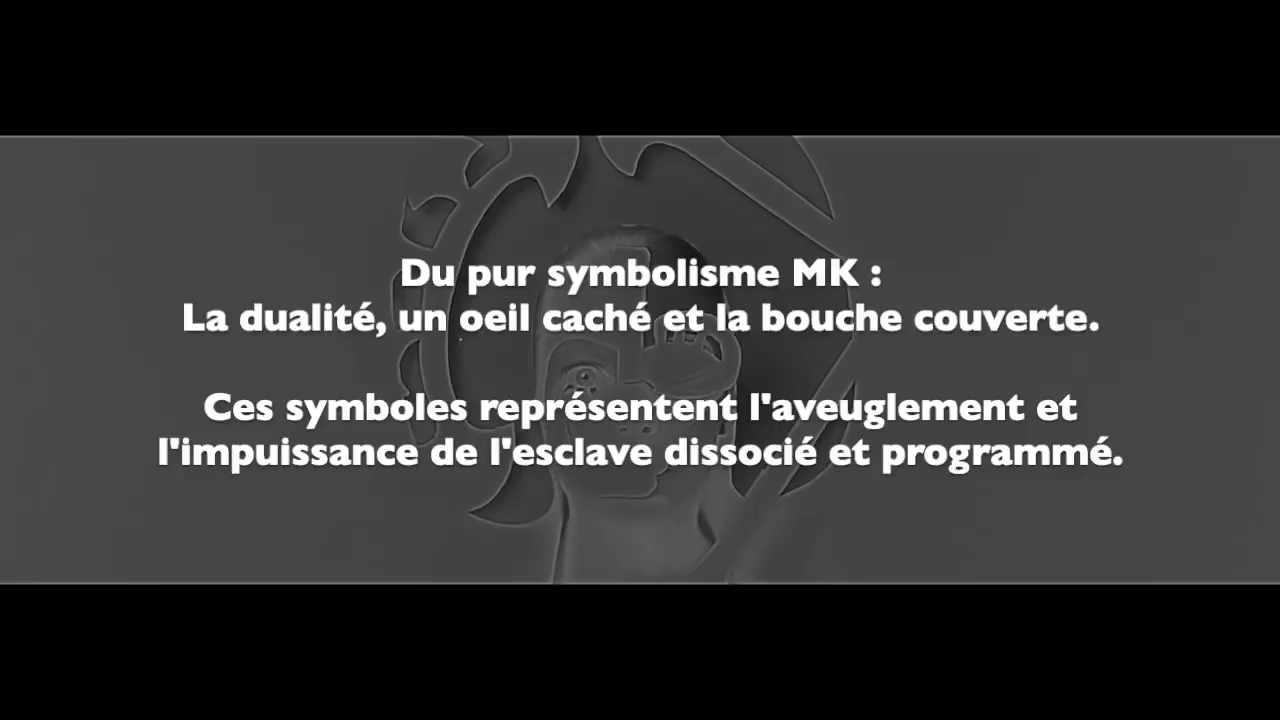 Du pur symbolisme MK :
La dualité, un oeil caché et la bouche couverte.
Ces symboles représentent l'aveuglement et
l'impuissance de l'esclave dissocié et programmé.